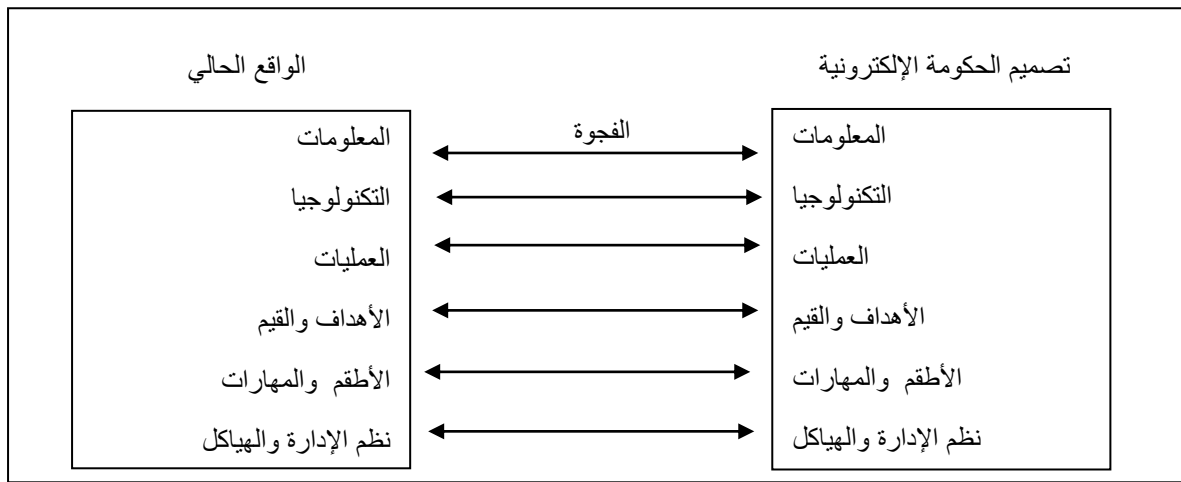 تصميم الحكومة الإلكترونية
الواقع الحالي
المعلومات
الفجوة
المعلومات
التكنولوجيا
التكنولوجيا
العمليات
العمليات
الأهداف والقيم
الأهداف والقيم
الأطقم والمهارات
الأطقم والمهارات
نظم الإدارة والهياكل
نظم الإدارة والهياكل